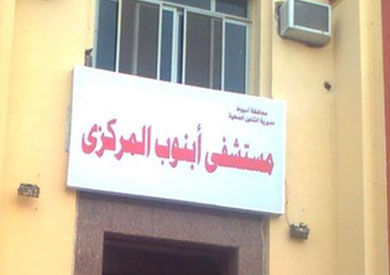 محافظة أسيوط
مديرية الشئون الصحية
مستشفى أبنوب المركزى